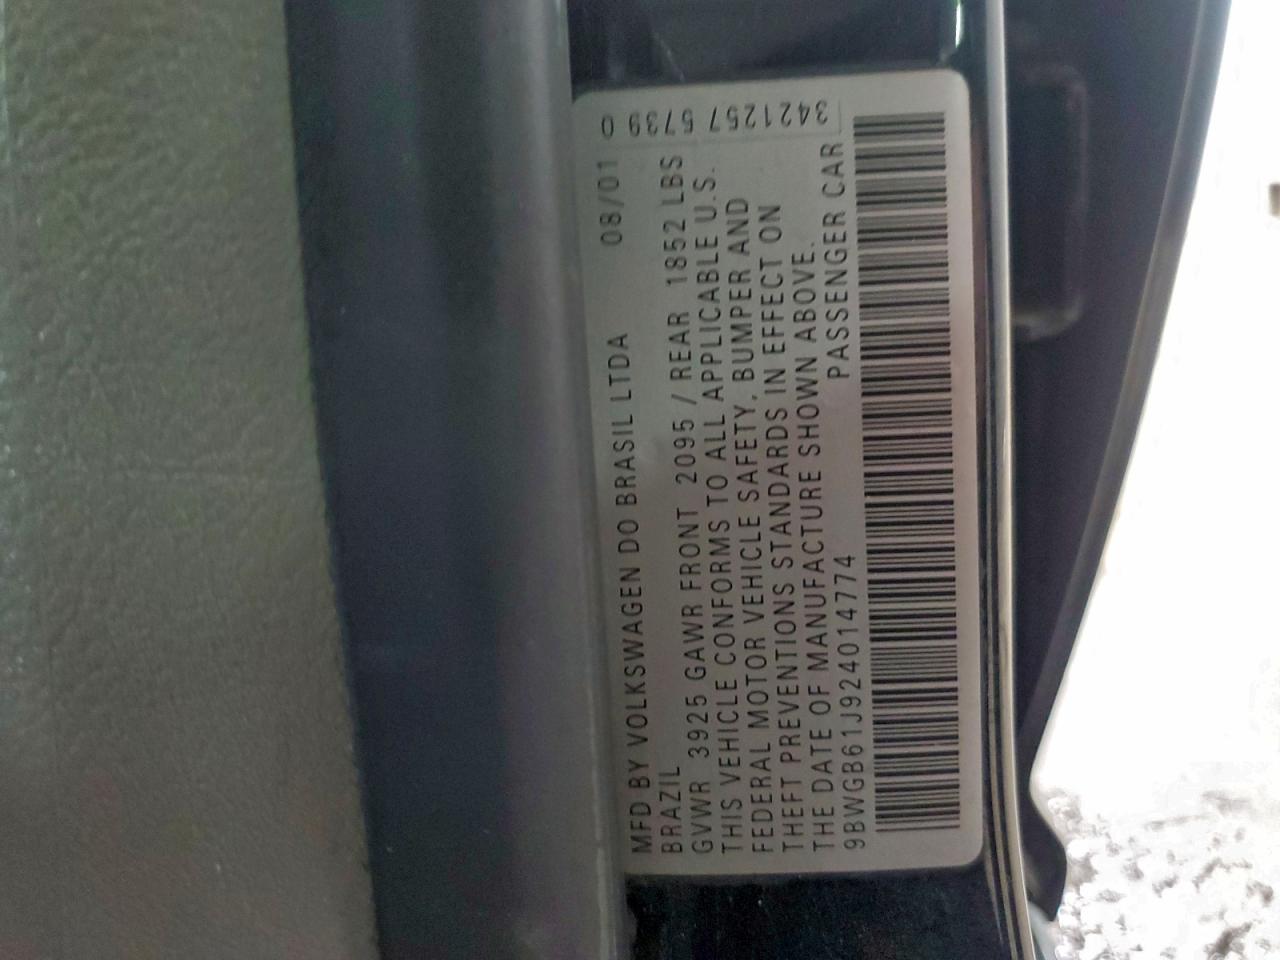 MFD BY VOLKSWAGEN DO BRASIL LTDA 08/01
BRAZIL
GVWR 3925 GAWR FRONT 2095 / REAR 1852 LBS
THIS VEHICLE CONFORMS TO ALL APPLICABLE U.S.
FEDERAL MOTOR VEHICLE SAFETY, BUMPER AND
THEFT PREVENTIONS STANDARDS IN EFFECT ON
THE DATE OF MANUFACTURE SHOWN ABOVE.
9BWGB61J924014774 PASSENGER CAR
3421257 5739 0